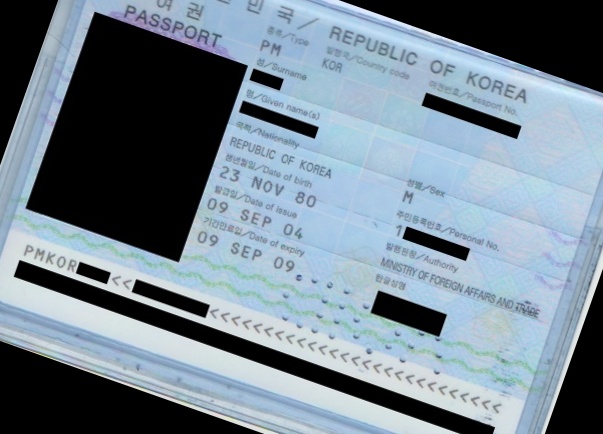 여 권 민 국 / REPUBLIC OF KOREA
PASSPORT
종류/Type 발행국/Country code 여권번호/Passport No.
PM KOR
성/Surname
명/Given name(s)
국적/Nationality
REPUBLIC OF KOREA
생년월일/Date of birth 성별/Sex
23 NOV 80 M
발급일/Date of issue 주민등록번호/Personal No.
09 SEP 04 1
기간만료일/Date of expiry 발행관청/Authority
09 SEP 09 MINISTRY OF FOREIGN AFFAIRS AND TRADE
한글성명
PMKOR <<
<<<<<<<<<<<<<<<<<<<<<<<<<<<<